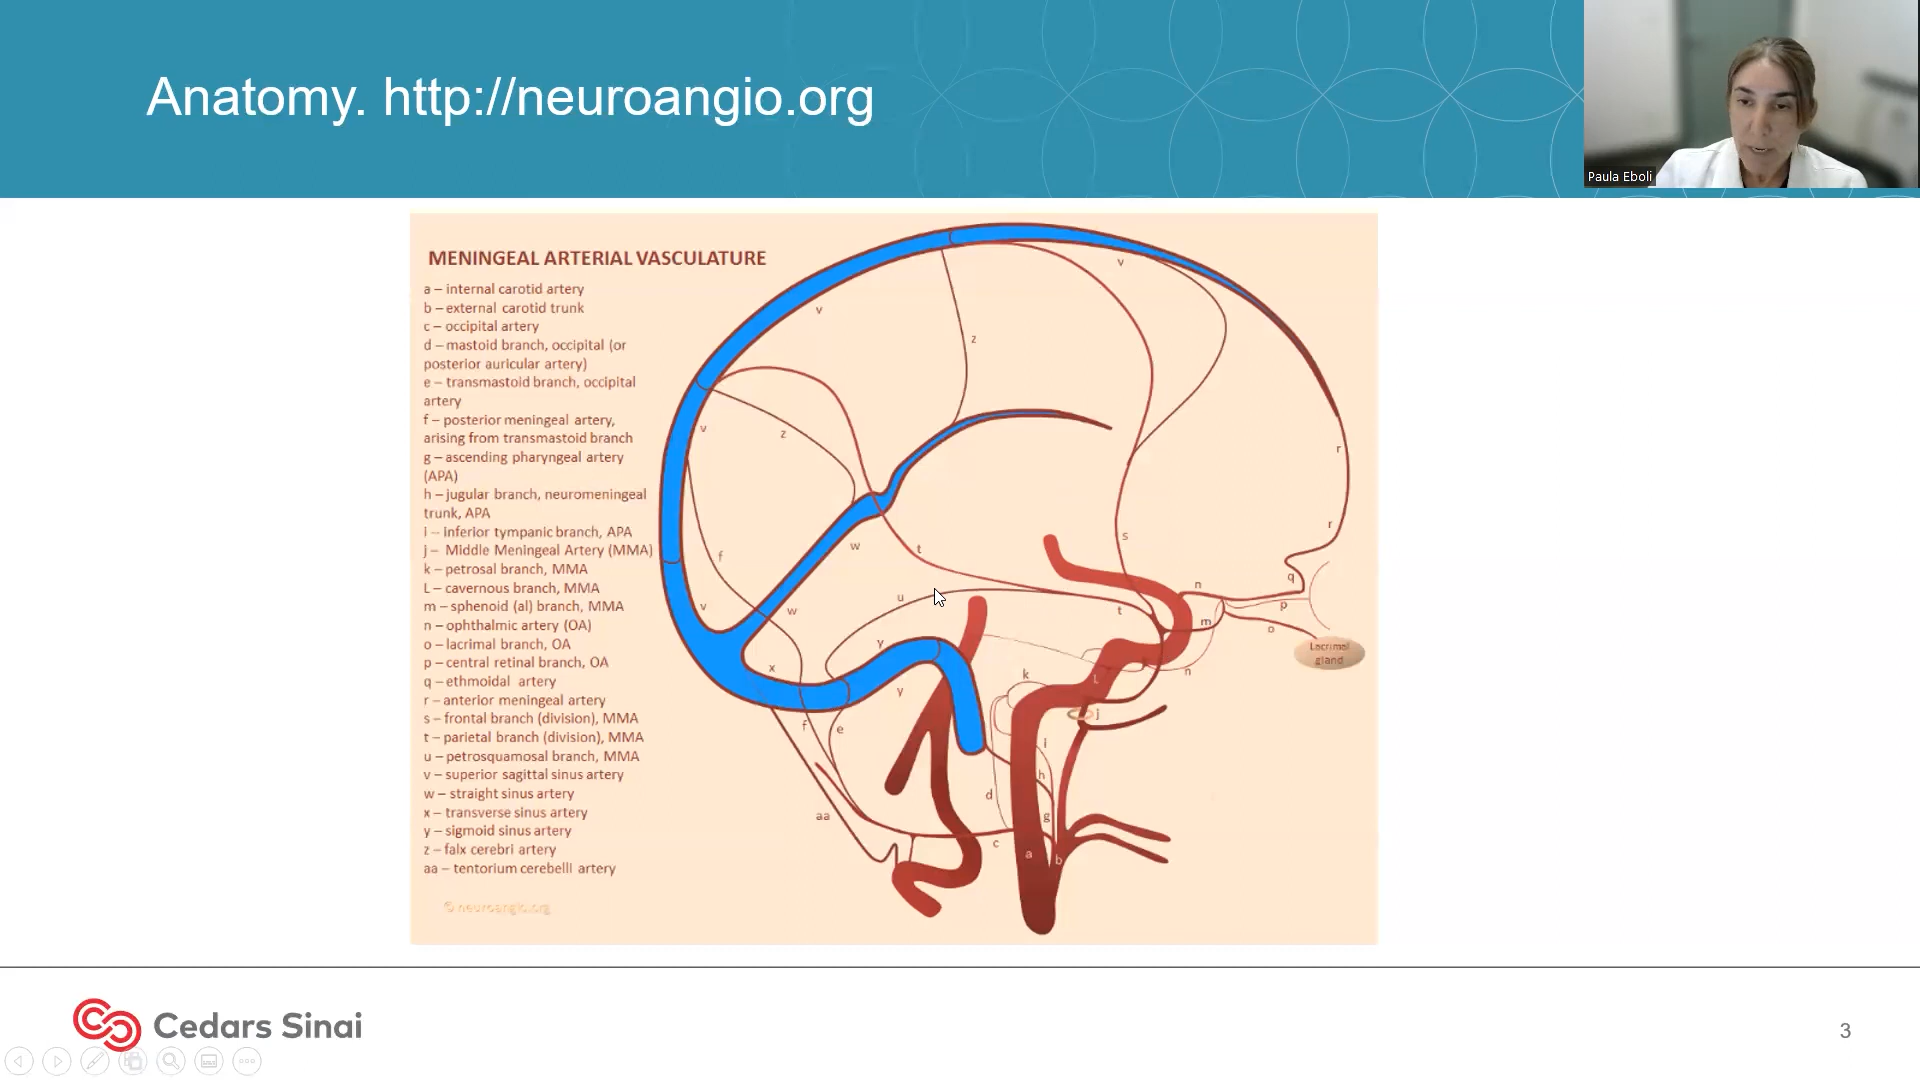 Anatomy. http://neuroangio.org
Paula Eboli
MENINGEAL ARTERIAL VASCULATURE
a – internal carotid artery
b – external carotid trunk
c – occipital artery
d – mastoid branch, occipital (or
posterior auricular artery)
e – transmastoid branch, occipital
artery
f – posterior meningeal artery,
arising from transmastoid branch
g – ascending pharyngeal artery
(APA)
h – jugular branch, neuromeningeal
trunk, APA
i – inferior tympanic branch, APA
j – Middle Meningeal Artery (MMA)
k – petrosal branch, MMA
L – cavernous branch, MMA
m – sphenoid (al) branch, MMA
n – ophthalmic artery (OA)
o – lacrimal branch, OA
p – central retinal branch, OA
q – ethmoidal artery
r – anterior meningeal artery
s – frontal branch (division), MMA
t – parietal branch (division), MMA
u – petrosquamosal branch, MMA
v – superior sagittal sinus artery
w – straight sinus artery
x – transverse sinus artery
y – sigmoid sinus artery
z – falx cerebri artery
aa – tentorium cerebelli artery
© neuroangio.org
v
v
z
v
z
r
r
s
f
w
t
n
q
u
v
w
t
m
p
o
y
x
Lacrimal
gland
k
L
n
y
j
f
e
i
h
d
aa
g
c
a
b
Cedars Sinai
3